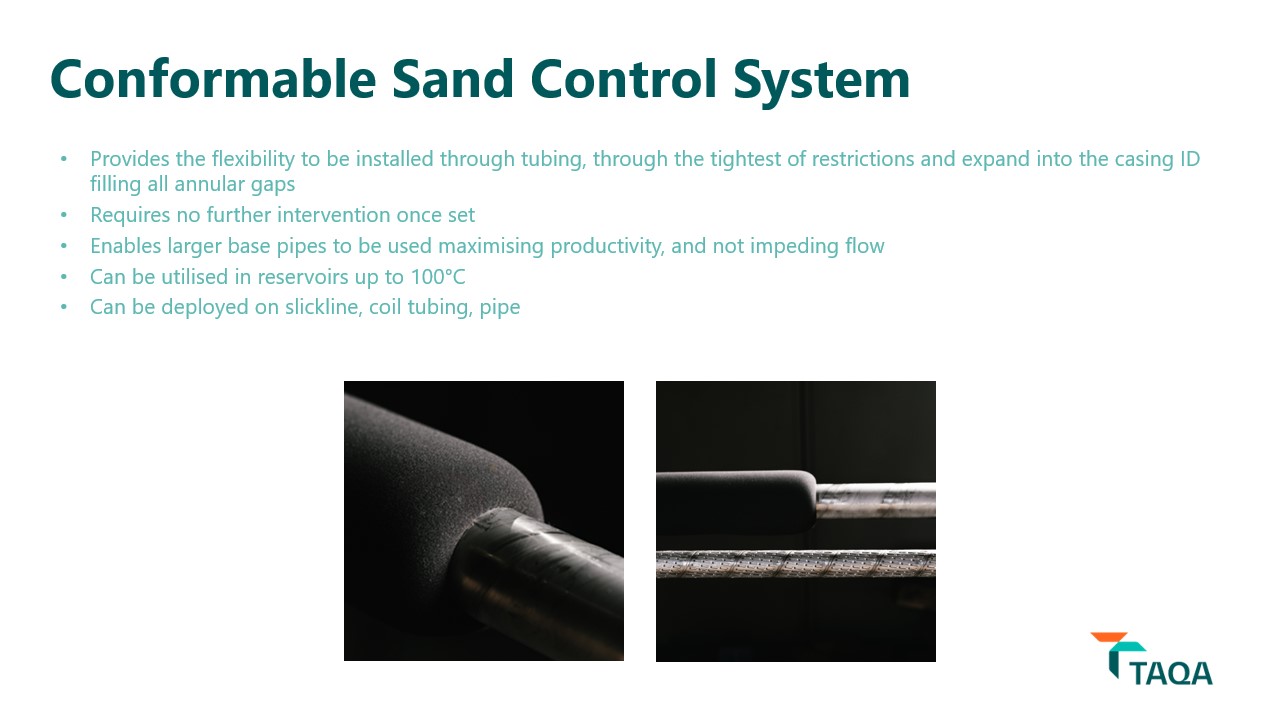 Conformable Sand Control System
• Provides the flexibility to be installed through tubing, through the tightest of restrictions and expand into the casing ID
filling all annular gaps
• Requires no further intervention once set
• Enables larger base pipes to be used maximising productivity, and not impeding flow
• Can be utilised in reservoirs up to 100°C
• Can be deployed on slickline, coil tubing, pipe
TAQA